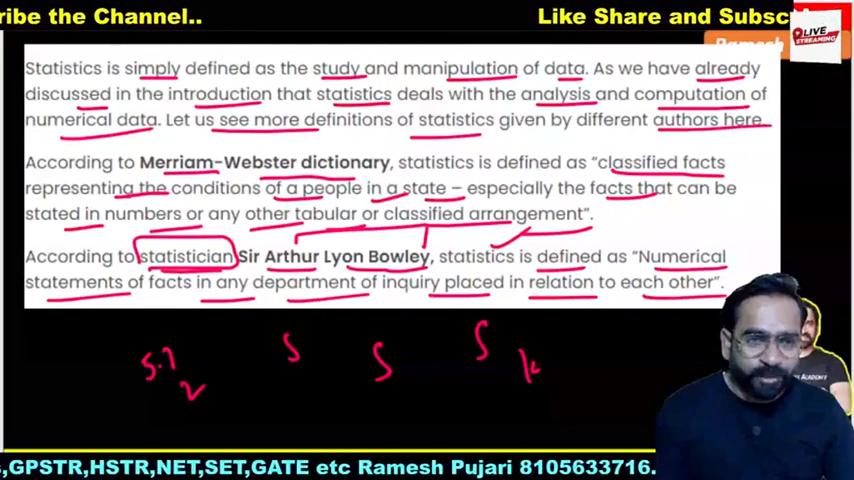 ribe the Channel..
Like Share and Subsc
LIVE
STREAMING
Ramesh
Statistics is simply defined as the study and manipulation of data. As we have already
discussed in the introduction that statistics deals with the analysis and computation of
numerical data. Let us see more definitions of statistics given by different authors here.
According to Merriam-Webster dictionary, statistics is defined as “classified facts
representing the conditions of a people in a state – especially the facts that can be
stated in numbers or any other tabular or classified arrangement”.
According to statistician Sir Arthur Lyon Bowley, statistics is defined as “Numerical
statements of facts in any department of inquiry placed in relation to each other”.
S
S
S
ACADEMY
,GPSTR,HSTR,NET,SET,GATE etc Ramesh Pujari 8105633716.